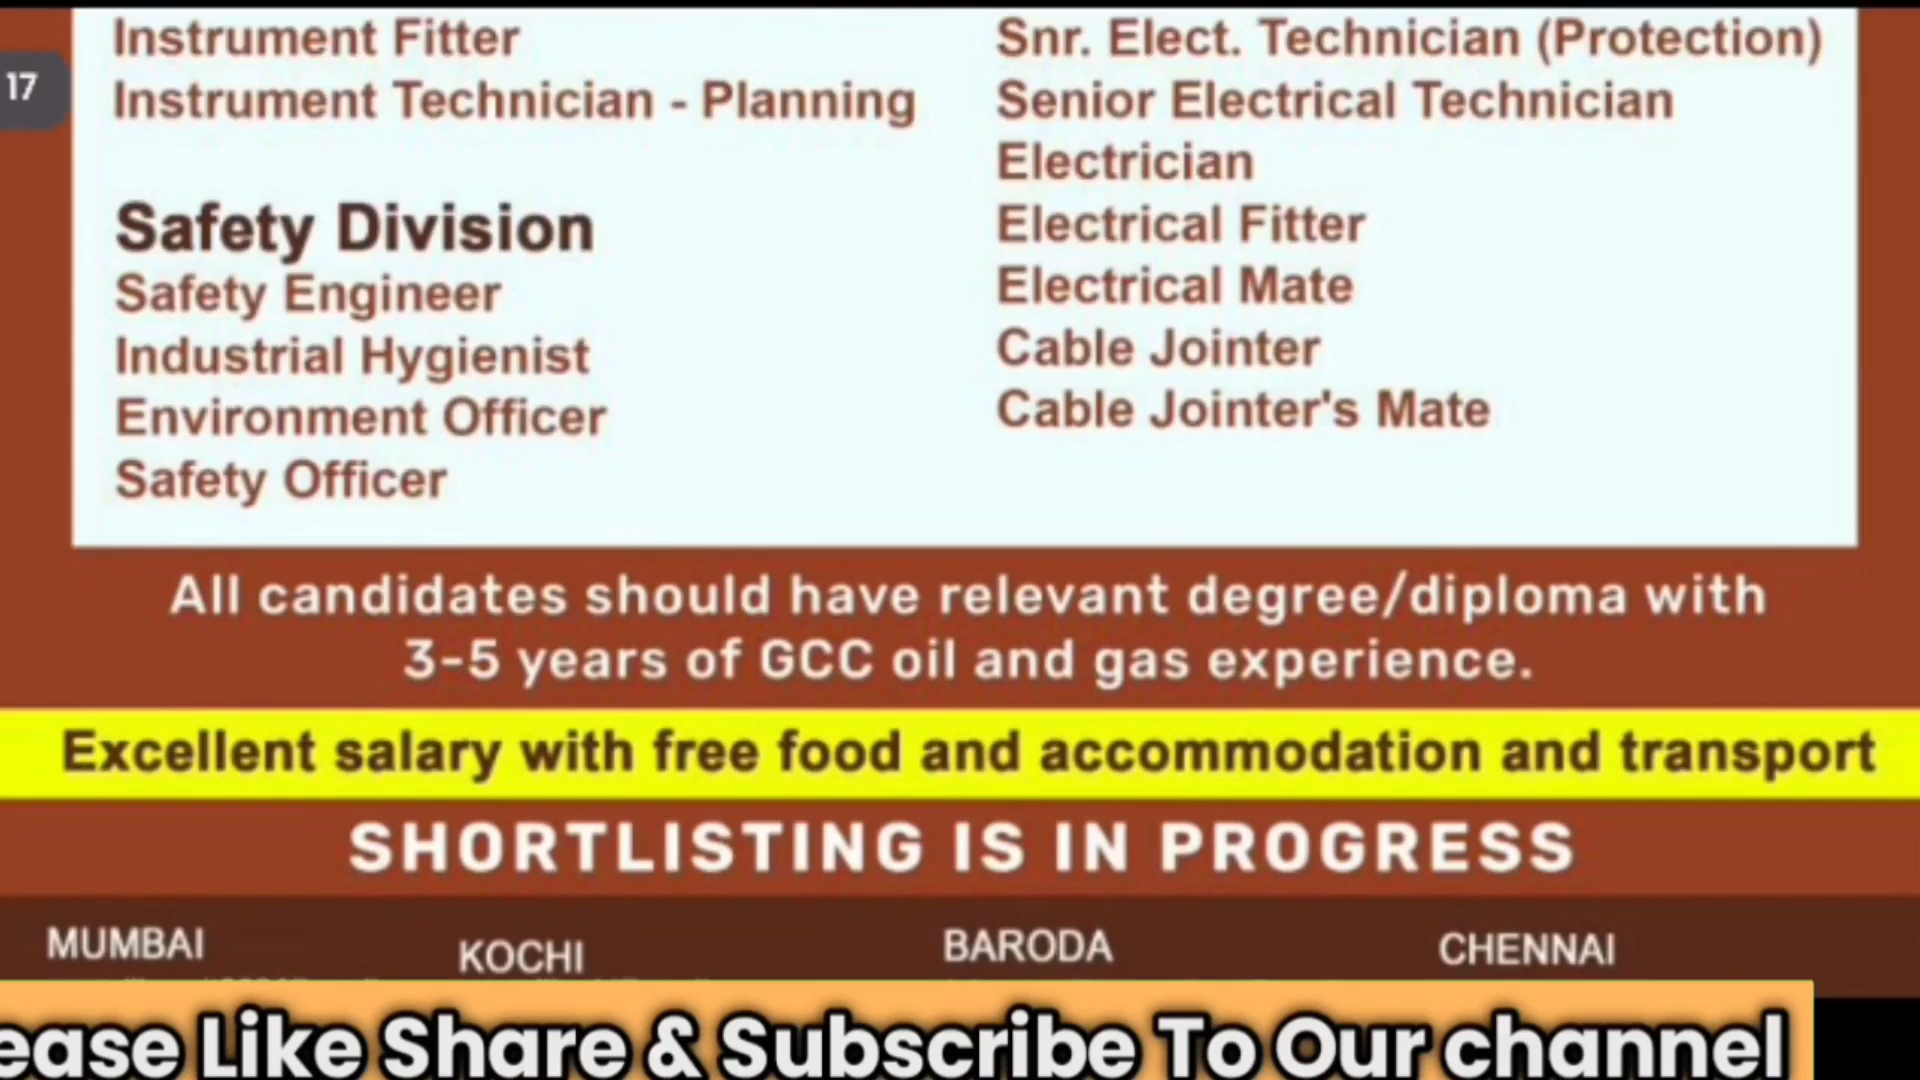 17
Instrument Fitter
Instrument Technician - Planning
Safety Division
Safety Engineer
Industrial Hygienist
Environment Officer
Safety Officer
Snr. Elect. Technician (Protection)
Senior Electrical Technician
Electrician
Electrical Fitter
Electrical Mate
Cable Jointer
Cable Jointer's Mate
All candidates should have relevant degree/diploma with
3-5 years of GCC oil and gas experience.
Excellent salary with free food and accommodation and transport
SHORTLISTING IS IN PROGRESS
MUMBAI
KOCHI
BARODA
CHENNAI
ease Like Share & Subscribe To Our channel